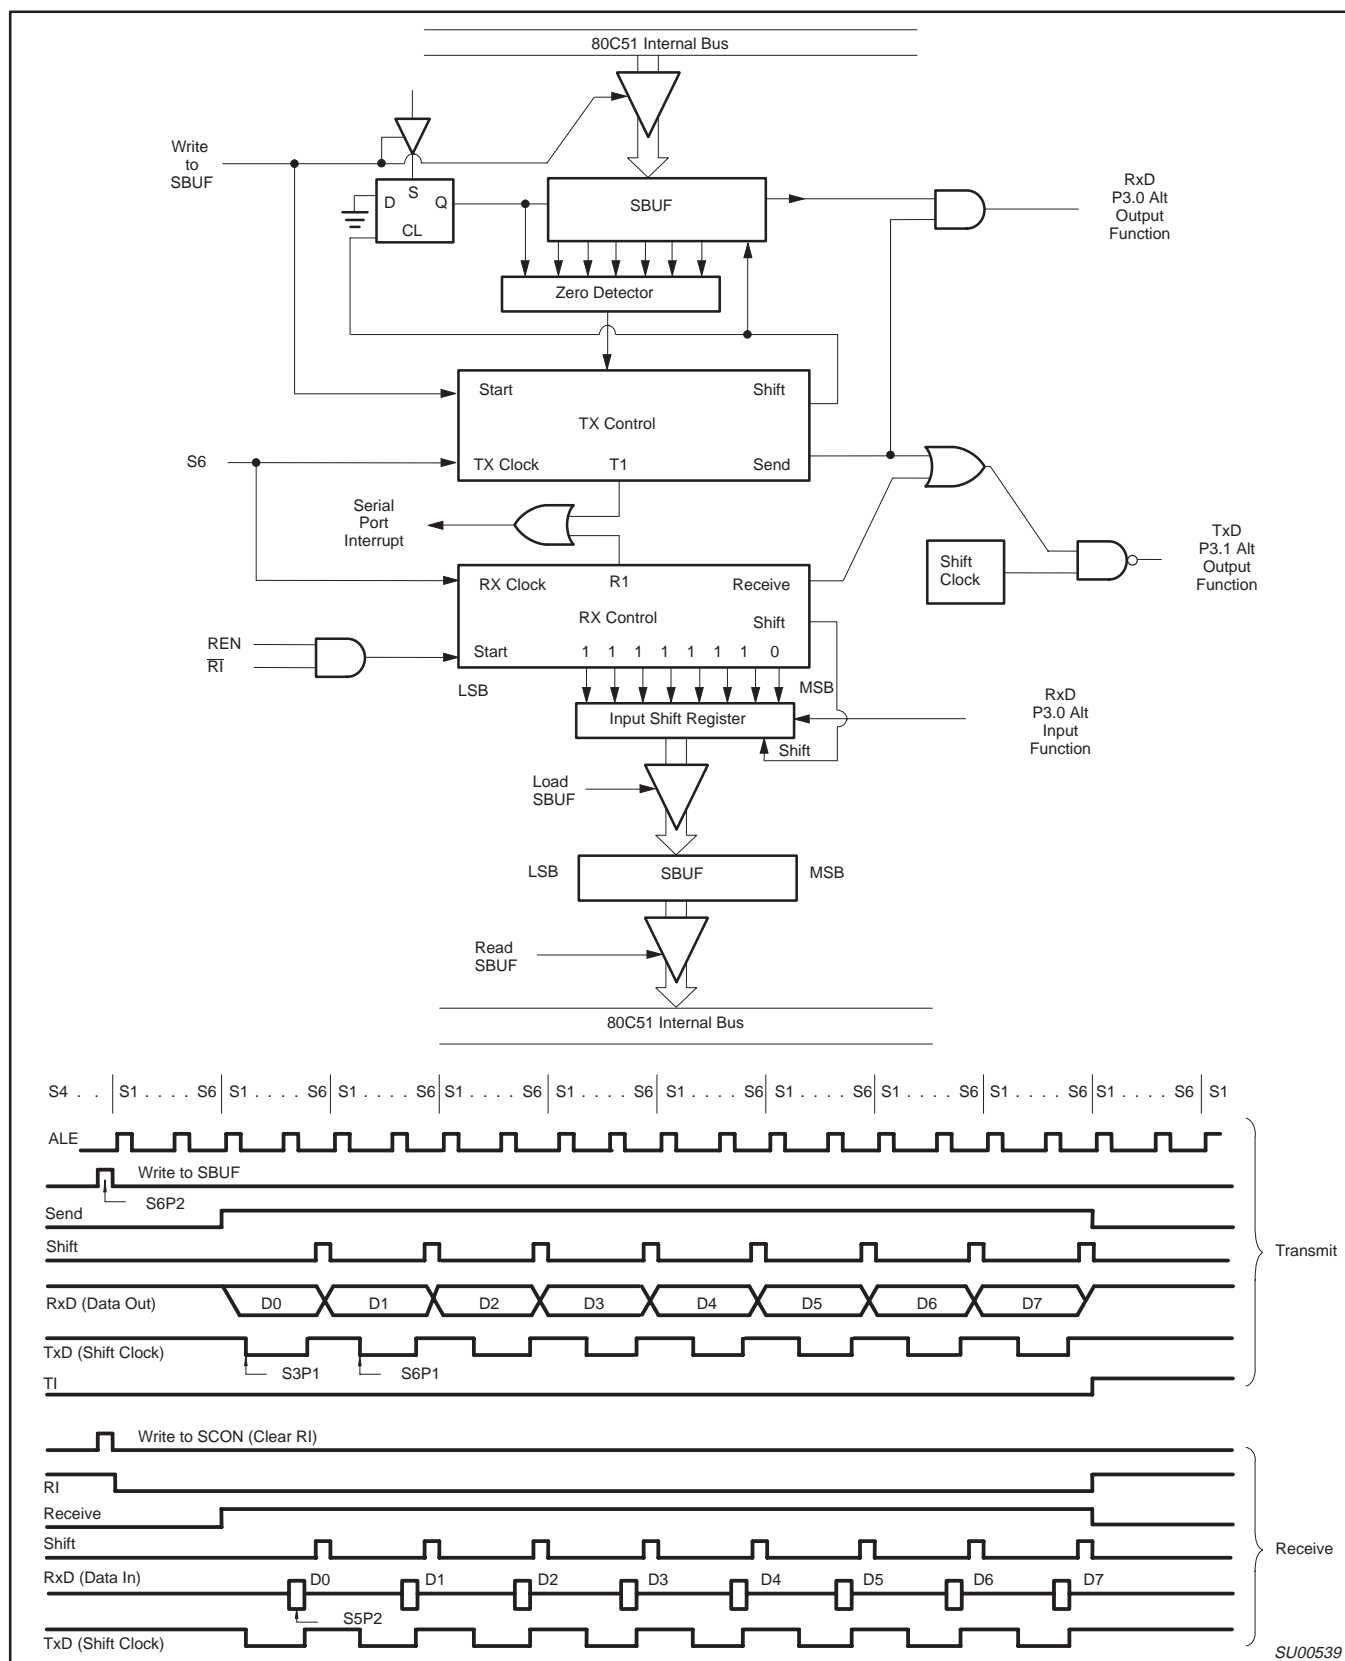 80C51 Internal Bus
Write
to
SBUF
S
D
Q
CL
SBUF
RxD
P3.0 Alt
Output
Function
Zero Detector
Start
Shift
TX Control
S6
TX Clock
T1
Send
Serial
Port
Interrupt
Shift
Clock
TxD
P3.1 Alt
Output
Function
RX Clock
R1
Receive
RX Control
Shift
REN
RI
Start
1 1 1 1 1 1 1 0
LSB
MSB
Input Shift Register
RxD
P3.0 Alt
Input
Function
Shift
Load
SBUF
LSB
SBUF
MSB
Read
SBUF
80C51 Internal Bus
S4 . . S1 . . . . S6 S1 . . . . S6 S1 . . . . S6 S1 . . . . S6 S1 . . . . S6 S1 . . . . S6 S1 . . . . S6 S1 . . . . S6 S1 . . . . S6 S1 . . . . S6 S1
ALE
Write to SBUF
S6P2
Send
Shift
Transmit
RxD (Data Out)
D0 D1 D2 D3 D4 D5 D6 D7
TxD (Shift Clock)
S3P1
S6P1
TI
Write to SCON (Clear RI)
RI
Receive
Shift
Receive
RxD (Data In)
D0 D1 D2 D3 D4 D5 D6 D7
S5P2
TxD (Shift Clock)
SU00539